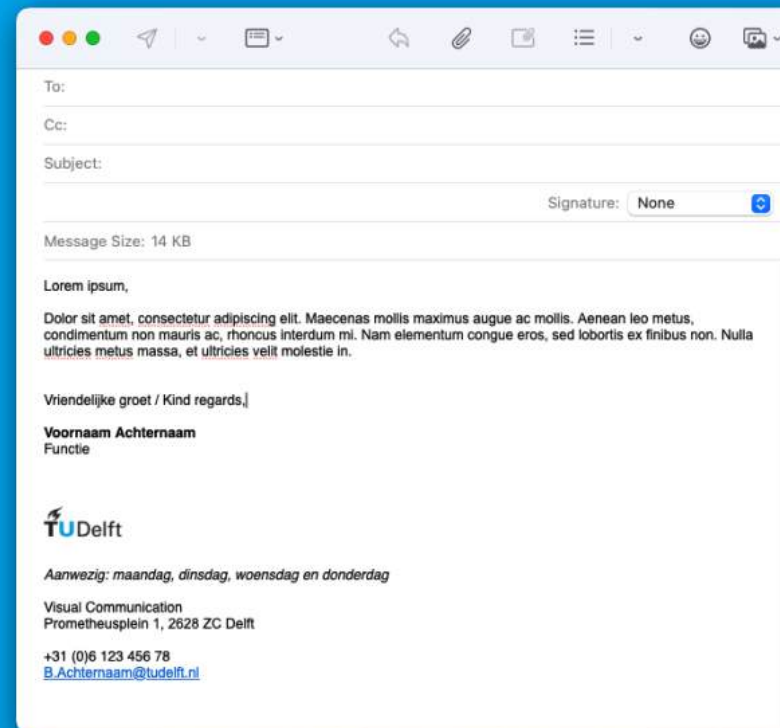 To:
Cc:
Subject:
Signature: None
Message Size: 14 KB
Lorem ipsum,
Dolor sit amet, consectetur adipiscing elit. Maecenas mollis maximus augue ac mollis. Aenean leo metus,
condimentum non mauris ac, rhoncus interdum mi. Nam elementum congue eros, sed lobortis ex finibus non. Nulla
ultricies metus massa, et ultricies velit molestie in.
Vriendelijke groet / Kind regards,
Voornaam Achternaam
Functie
TUDelft
Aanwezig: maandag, dinsdag, woensdag en donderdag
Visual Communication
Prometheusplein 1, 2628 ZC Delft
+31 (0)6 123 456 78
B.Achternaam@tudelft.nl